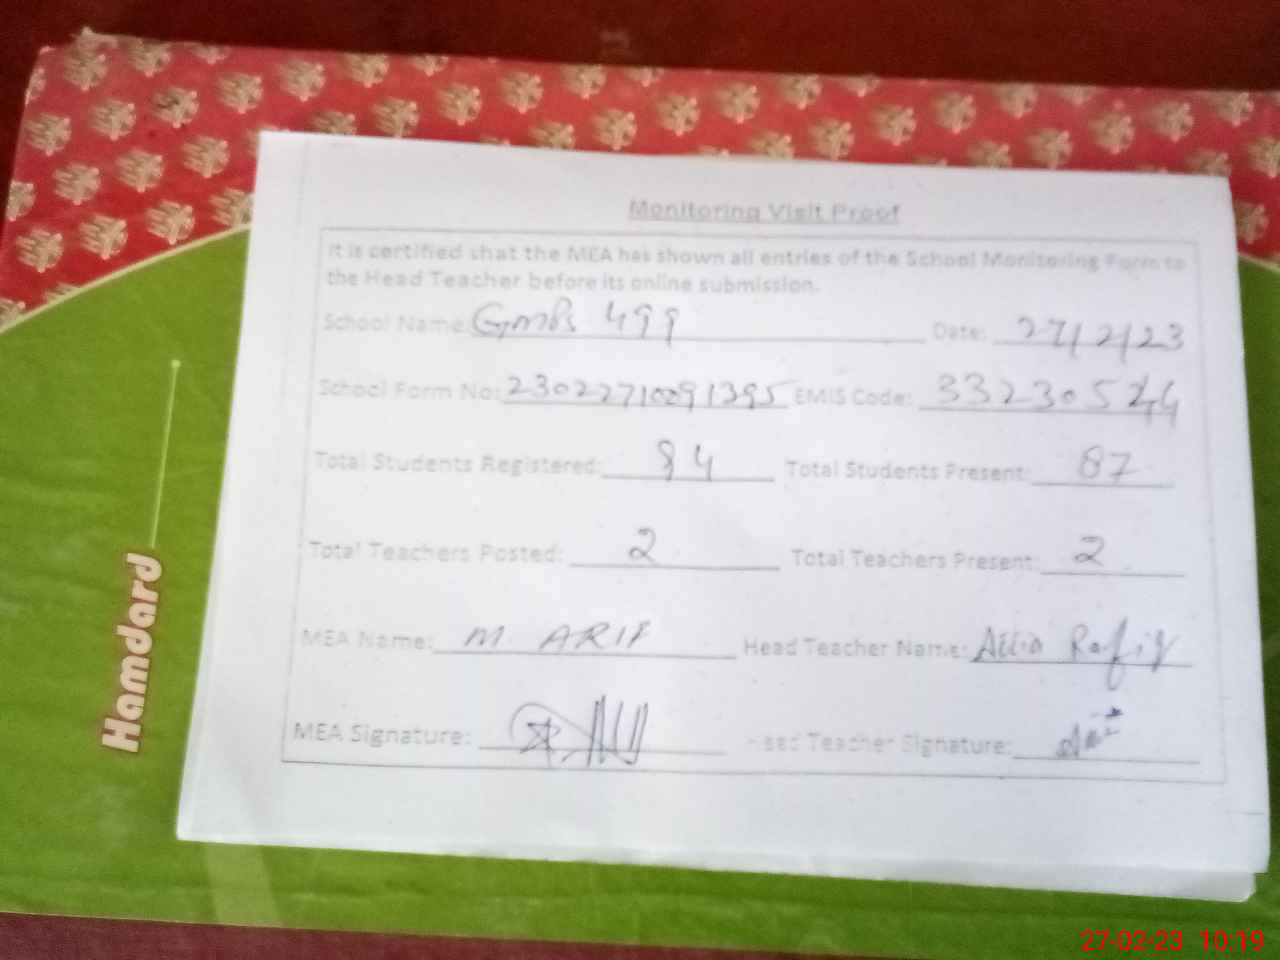 Monitoring Visit Proof
It is certified that the MEA has shown all entries of the School Monitoring Form to
the Head Teacher before its online submission.
School Name: GMPS 499 Date: 27/2/23
School Form No: 23022710091395 EMIS Code: 33230544
Total Students Registered: 94 Total Students Present: 87
Total Teachers Posted: 2 Total Teachers Present: 2
MEA Name: M. ARIF Head Teacher Name: Rafiq
MEA Signature: Head Teacher Signature:
Hamdard
27-02-23 10:19